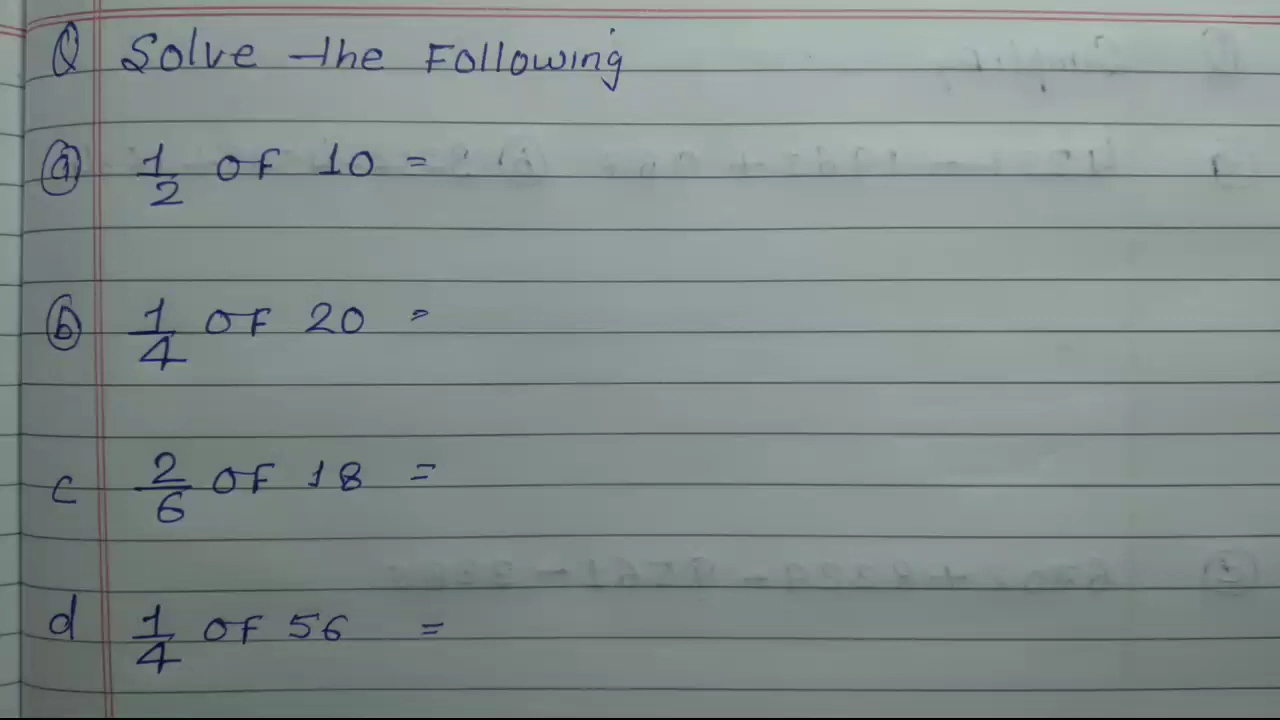 Q Solve the Following
a 1/2 of 10 =
b 1/4 of 20 =
c 2/6 of 18 =
d 1/4 of 56 =